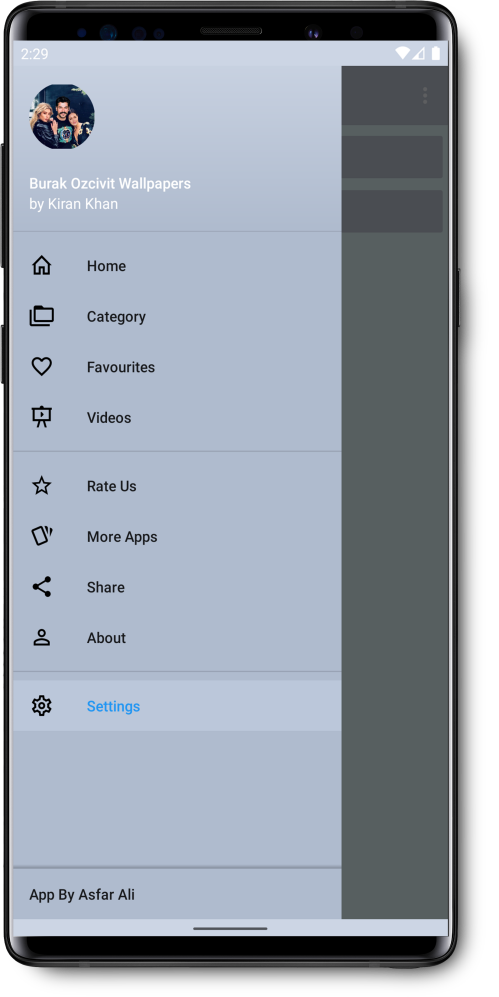 2:29
Burak Ozcivit Wallpapers
by Kiran Khan
Home
Category
Favourites
Videos
Rate Us
More Apps
Share
About
Settings
App By Asfar Ali